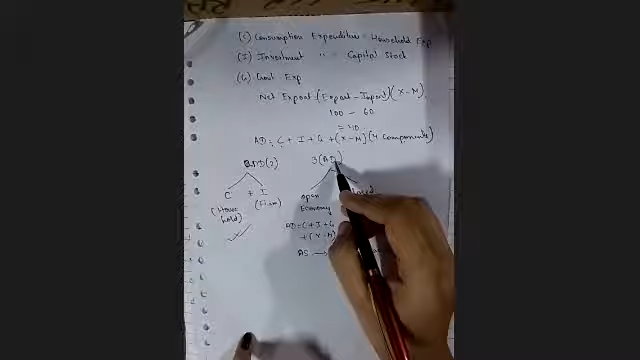 (C) Consumption Expenditure = Household Exp
(I) Investment " = Capital Stock
(G) Govt Exp
Net Export (Export - Import) (X-M)
100 - 60
= 40
AD = C + I + G + (X-M) (4 Components)
(2) 3 (AD)
C + I Open
(House hold) (Firm) Economy
AD = C+I+G
+ (X-M)
AS →